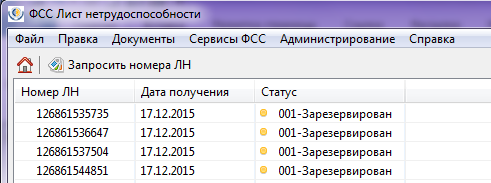 ФСС Лист нетрудоспособности
Файл Правка Документы Сервисы ФСС Администрирование Справка
Запросить номера ЛН
Номер ЛН Дата получения Статус
126861535735 17.12.2015 001-Зарезервирован
126861536647 17.12.2015 001-Зарезервирован
126861537504 17.12.2015 001-Зарезервирован
126861544851 17.12.2015 001-Зарезервирован